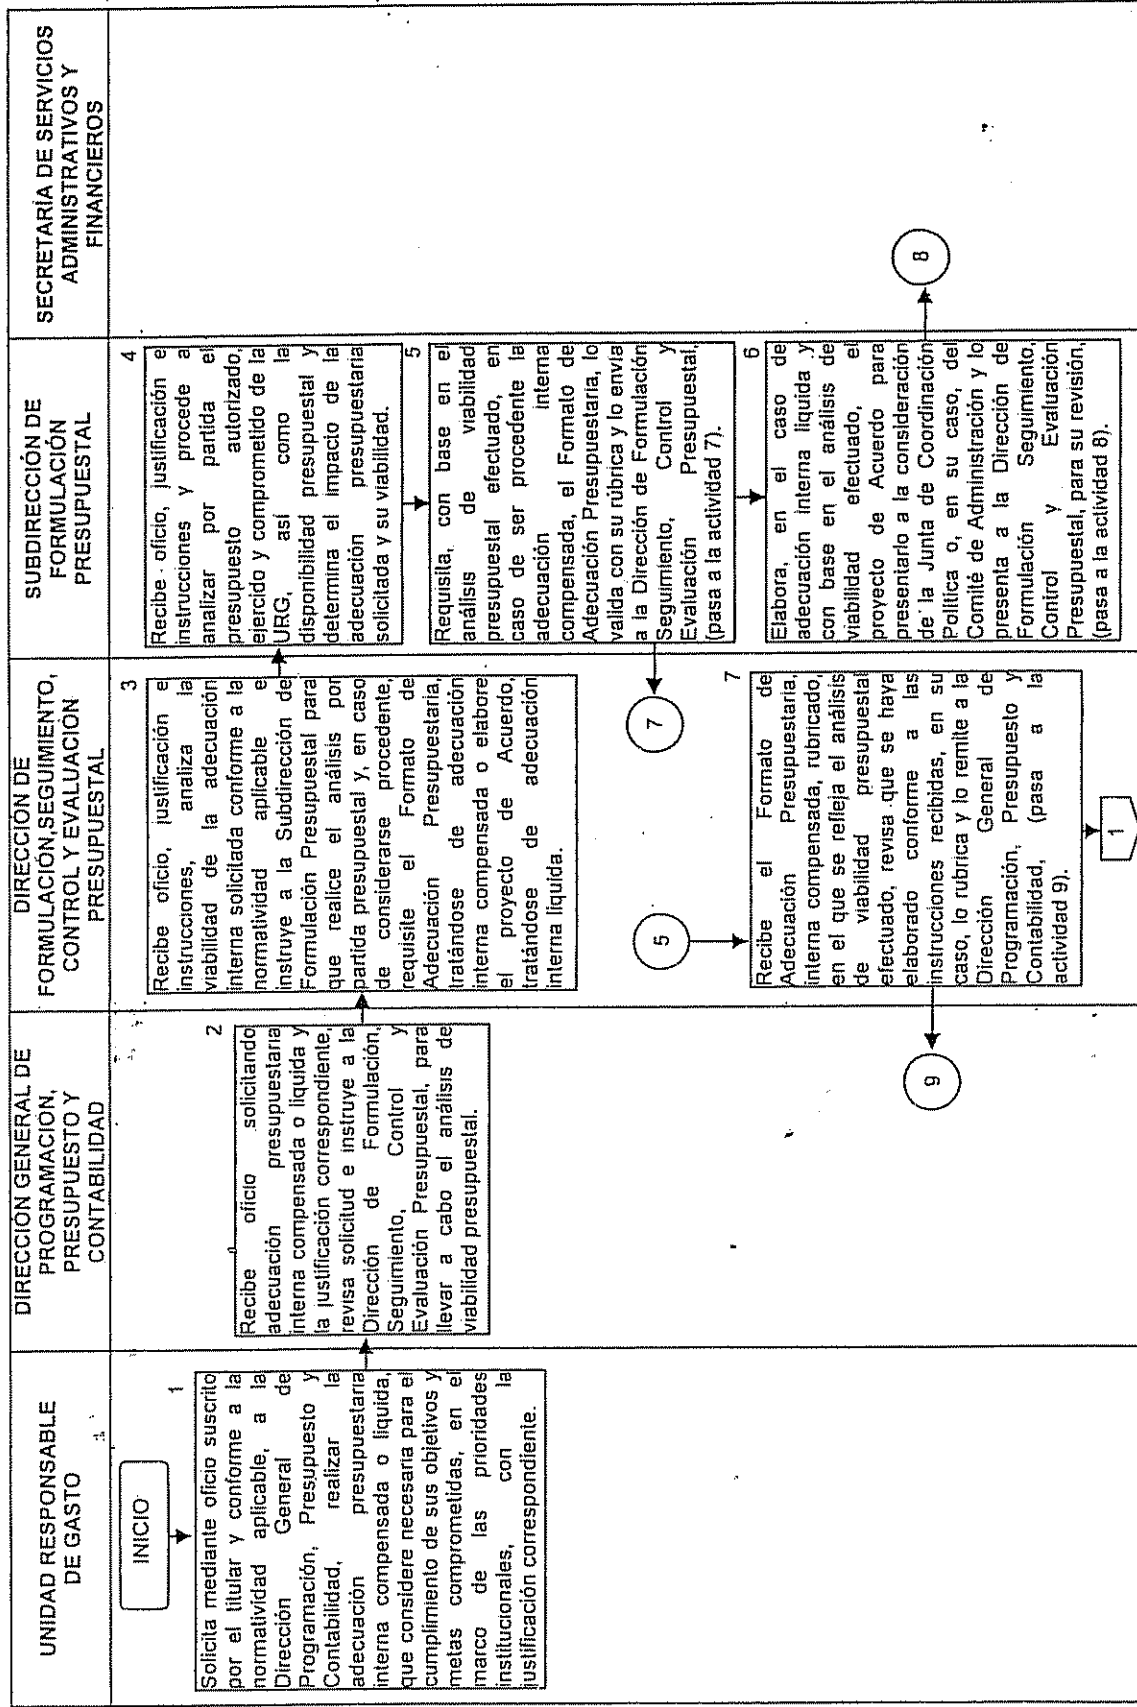 UNIDAD RESPONSABLE
DE GASTO
DIRECCIÓN GENERAL DE
PROGRAMACIÓN,
PRESUPUESTO Y
CONTABILIDAD
DIRECCIÓN DE
FORMULACIÓN,SEGUIMIENTO,
CONTROL Y EVALUACIÓN
PRESUPUESTAL
SUBDIRECCIÓN DE
FORMULACIÓN
PRESUPUESTAL
SECRETARÍA DE SERVICIOS
ADMINISTRATIVOS Y
FINANCIEROS
INICIO
1
Solicita mediante oficio suscrito
por el titular y conforme a la
normatividad aplicable, a la
Dirección General de
Programación, Presupuesto y
Contabilidad, realizar la
adecuación presupuestaria
interna compensada o líquida,
que considere necesaria para el
cumplimiento de sus objetivos y
metas comprometidas, en el
marco de las prioridades
institucionales, con la
justificación correspondiente.
2
Recibe oficio solicitando
adecuación presupuestaria
interna compensada o líquida y
la justificación correspondiente,
revisa solicitud e instruye a la
Dirección de Formulación,
Seguimiento, Control y
Evaluación Presupuestal, para
llevar a cabo el análisis de
viabilidad presupuestal.
3
Recibe oficio, justificación e
instrucciones, analiza la
viabilidad de la adecuación
interna solicitada conforme a la
normatividad aplicable e
instruye a la Subdirección de
Formulación Presupuestal para
que realice el análisis por
partida presupuestal y, en caso
de considerarse procedente,
requisite el Formato de
Adecuación Presupuestaria,
tratándose de adecuación
interna compensada o elabore
el proyecto de Acuerdo,
tratándose de adecuación
interna líquida.
4
Recibe oficio, justificación e
instrucciones y procede a
analizar por partida el
presupuesto autorizado,
ejercido y comprometido de la
URG, así como la
disponibilidad presupuestal y
determina el impacto de la
adecuación presupuestaria
solicitada y su viabilidad.
5
Requisita, con base en el
análisis de viabilidad
presupuestal efectuado, en
caso de ser procedente la
adecuación interna
compensada, el Formato de
Adecuación Presupuestaria, lo
valida con su rúbrica y lo envía
a la Dirección de Formulación
Seguimiento, Control y
Evaluación Presupuestal,
(pasa a la actividad 7).
7
6
Elabora, en el caso de
adecuación interna líquida y
con base en el análisis de
viabilidad efectuado, el
proyecto de Acuerdo para
presentarlo a la consideración
de la Junta de Coordinación
Política o, en su caso, del
Comité de Administración y lo
presenta a la Dirección de
Formulación Seguimiento,
Control y Evaluación
Presupuestal, para su revisión,
(pasa a la actividad 8).
8
5
7
Recibe el Formato de
Adecuación Presupuestaria,
interna compensada, rubricado,
en el que se refleja el análisis
de viabilidad presupuestal
efectuado, revisa que se haya
elaborado conforme a las
instrucciones recibidas, en su
caso, lo rubrica y lo remite a la
Dirección General de
Programación, Presupuesto y
Contabilidad, (pasa a la
actividad 9).
9
1